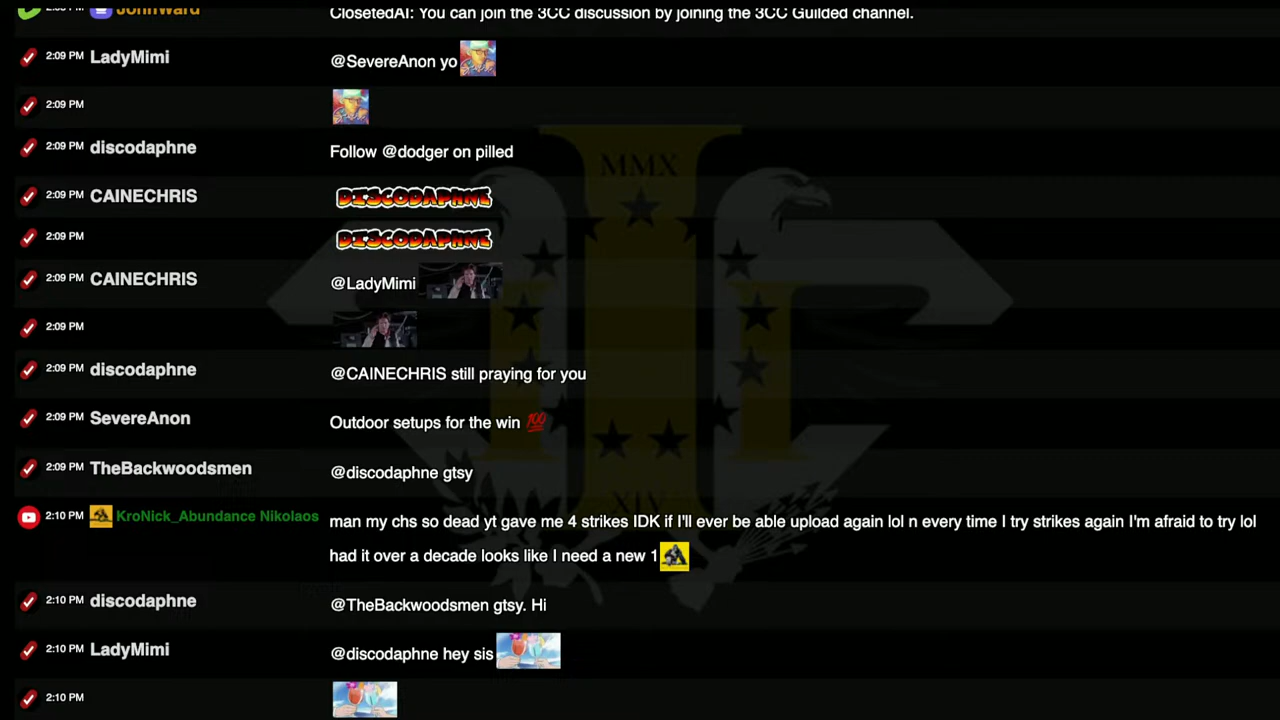 2:08 PM JohnWard ClosetedAI: You can join the 3CC discussion by joining the 3CC Guilded channel.
2:09 PM LadyMimi @SevereAnon yo
2:09 PM
2:09 PM discodaphne Follow @dodger on pilled
2:09 PM CAINECHRIS DISCODAPHNE
2:09 PM DISCODAPHNE
2:09 PM CAINECHRIS @LadyMimi
2:09 PM
2:09 PM discodaphne @CAINECHRIS still praying for you
2:09 PM SevereAnon Outdoor setups for the win 💯
2:09 PM TheBackwoodsmen @discodaphne gtsy
2:10 PM KroNick_Abundance Nikolaos man my chs so dead yt gave me 4 strikes IDK if I'll ever be able upload again lol n every time I try strikes again I'm afraid to try lol
had it over a decade looks like I need a new 1
2:10 PM discodaphne @TheBackwoodsmen gtsy. Hi
2:10 PM LadyMimi @discodaphne hey sis
2:10 PM
MMX
XIV